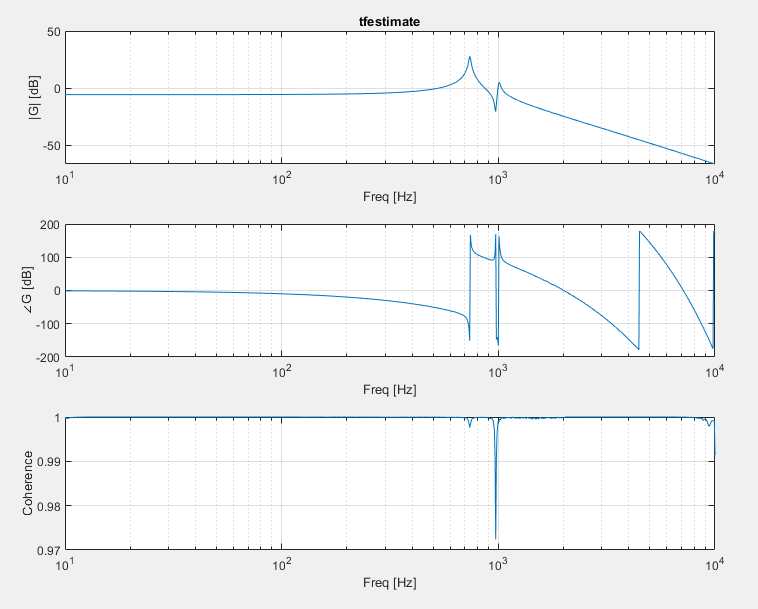 tfestimate
50
0
-50
|G| [dB]
10^1 10^2 10^3 10^4
Freq [Hz]
200
100
0
-100
-200
∠G [dB]
10^1 10^2 10^3 10^4
Freq [Hz]
1
0.99
0.98
0.97
Coherence
10^1 10^2 10^3 10^4
Freq [Hz]